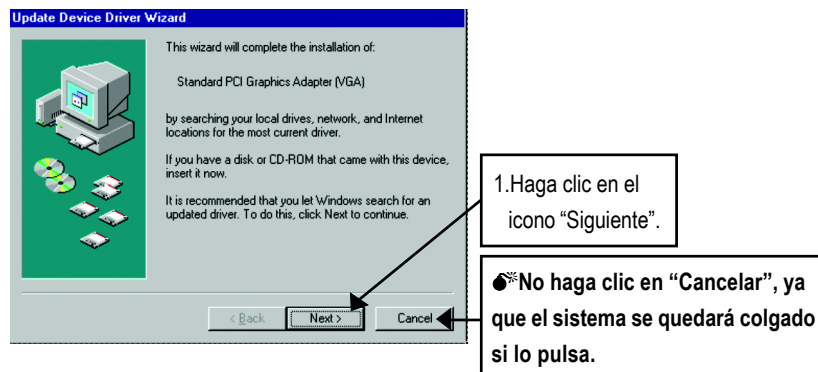 Update Device Driver Wizard
This wizard will complete the installation of:
Standard PCI Graphics Adapter (VGA)
by searching your local drives, network, and Internet
locations for the most current driver.
If you have a disk or CD-ROM that came with this device,
insert it now.
It is recommended that you let Windows search for an
updated driver. To do this, click Next to continue.
< Back
Next >
Cancel
1.Haga clic en el
icono “Siguiente”.
💣※No haga clic en “Cancelar”, ya
que el sistema se quedará colgado
si lo pulsa.